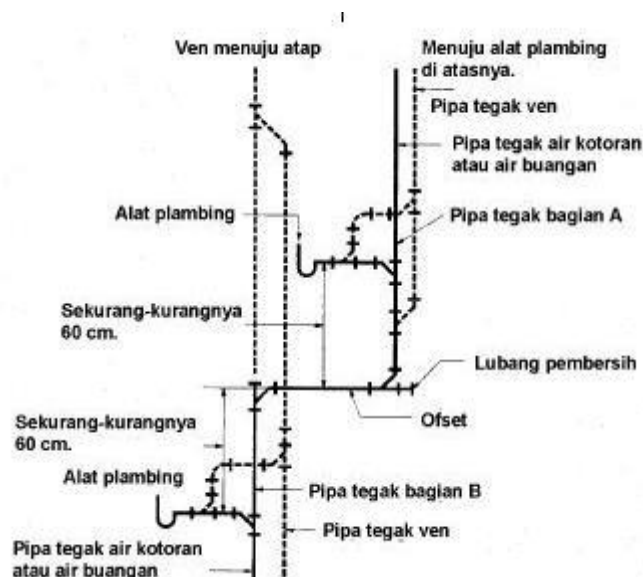 Ven menuju atap
Menuju alat plambing
di atasnya.
Pipa tegak ven
Pipa tegak air kotoran
atau air buangan
Alat plambing
Pipa tegak bagian A
Sekurang-kurangnya
60 cm.
Lubang pembersih
Ofset
Sekurang-kurangnya
60 cm.
Alat plambing
Pipa tegak bagian B
Pipa tegak ven
Pipa tegak air kotoran
atau air buangan